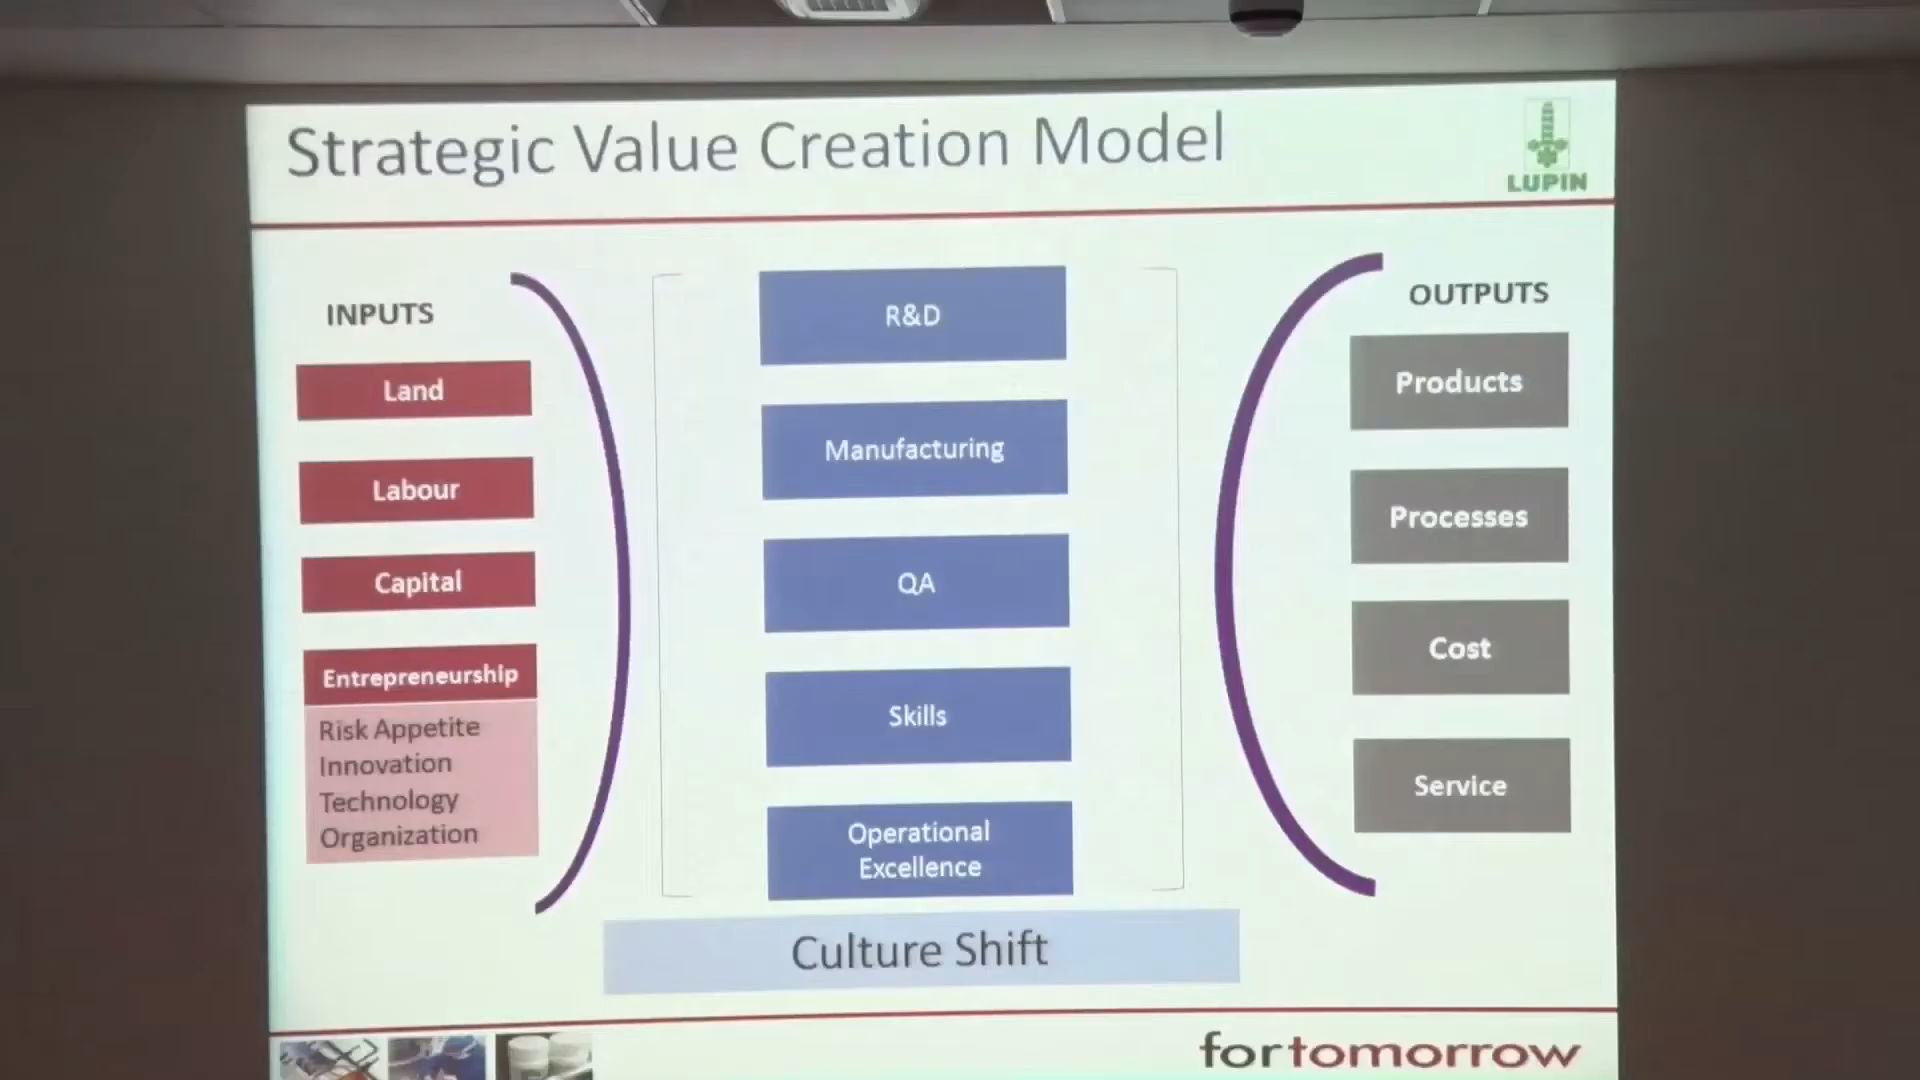 Strategic Value Creation Model
LUPIN
INPUTS
Land
Labour
Capital
Entrepreneurship
Risk Appetite
Innovation
Technology
Organization
R&D
Manufacturing
QA
Skills
Operational
Excellence
Culture Shift
OUTPUTS
Products
Processes
Cost
Service
fortomorrow